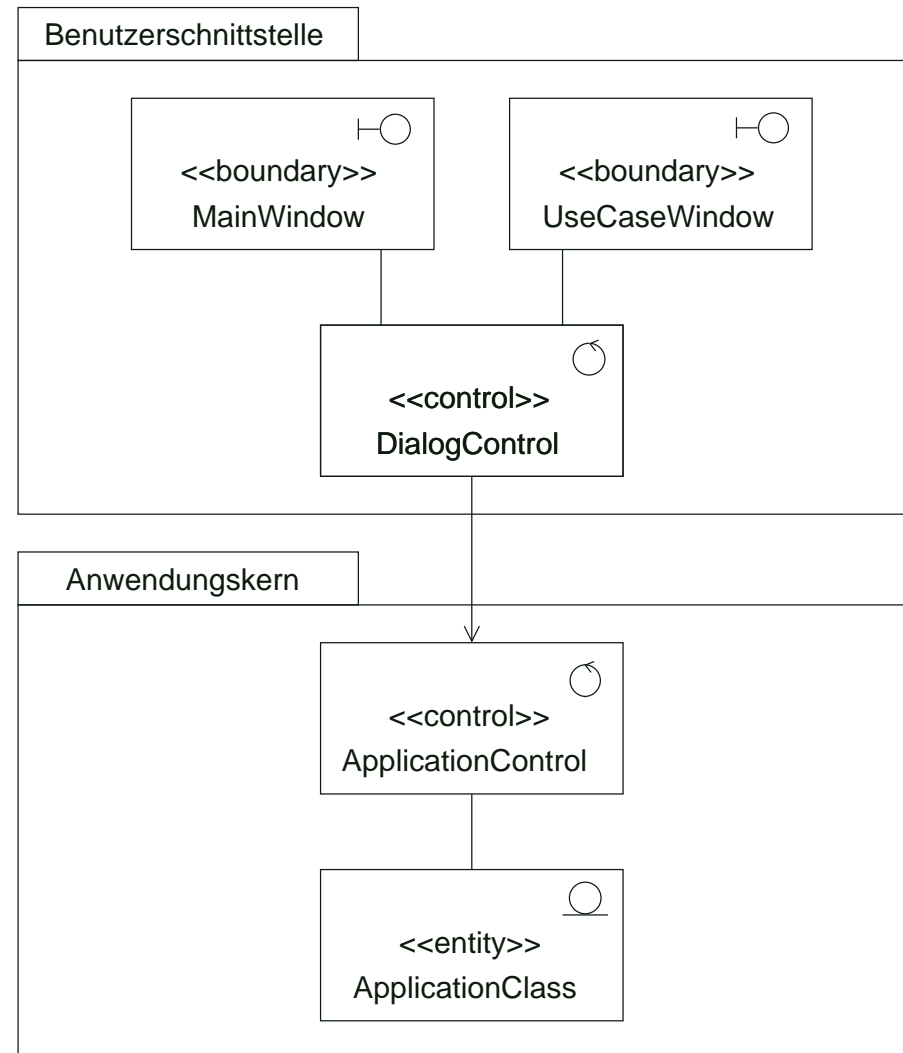 Benutzerschnittstelle
<<boundary>>
MainWindow
<<boundary>>
UseCaseWindow
<<control>>
DialogControl
Anwendungskern
<<control>>
ApplicationControl
<<entity>>
ApplicationClass